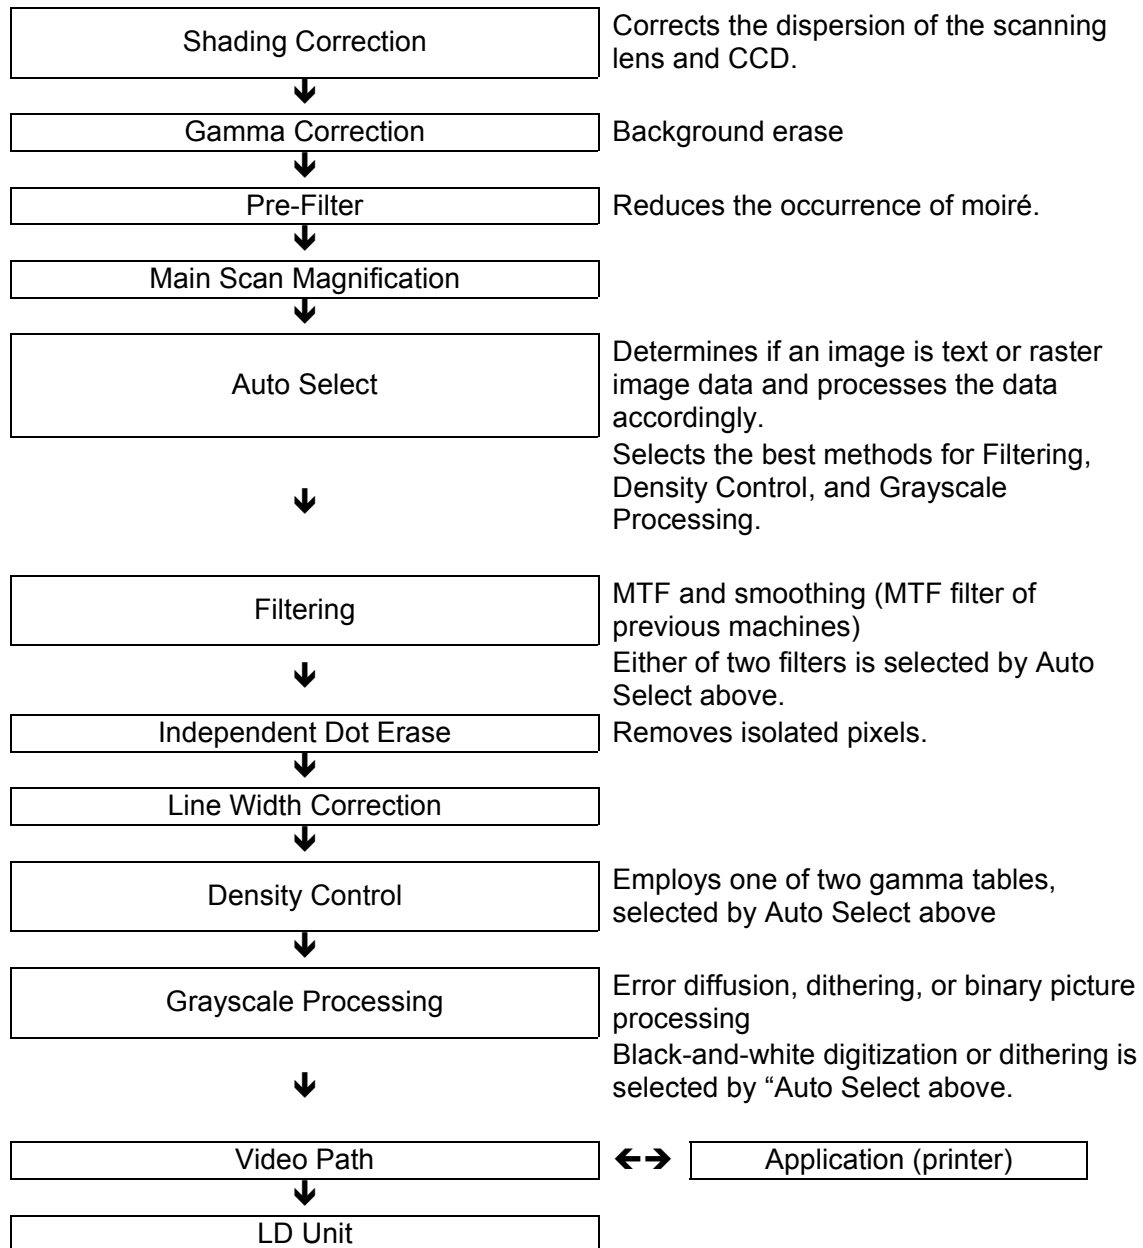 Shading Correction
Corrects the dispersion of the scanning
lens and CCD.
Gamma Correction
Background erase
Pre-Filter
Reduces the occurrence of moiré.
Main Scan Magnification
Auto Select
Determines if an image is text or raster
image data and processes the data
accordingly.
Selects the best methods for Filtering,
Density Control, and Grayscale
Processing.
Filtering
MTF and smoothing (MTF filter of
previous machines)
Either of two filters is selected by Auto
Select above.
Independent Dot Erase
Removes isolated pixels.
Line Width Correction
Density Control
Employs one of two gamma tables,
selected by Auto Select above
Grayscale Processing
Error diffusion, dithering, or binary picture
processing
Black-and-white digitization or dithering is
selected by “Auto Select above.
Video Path
Application (printer)
LD Unit